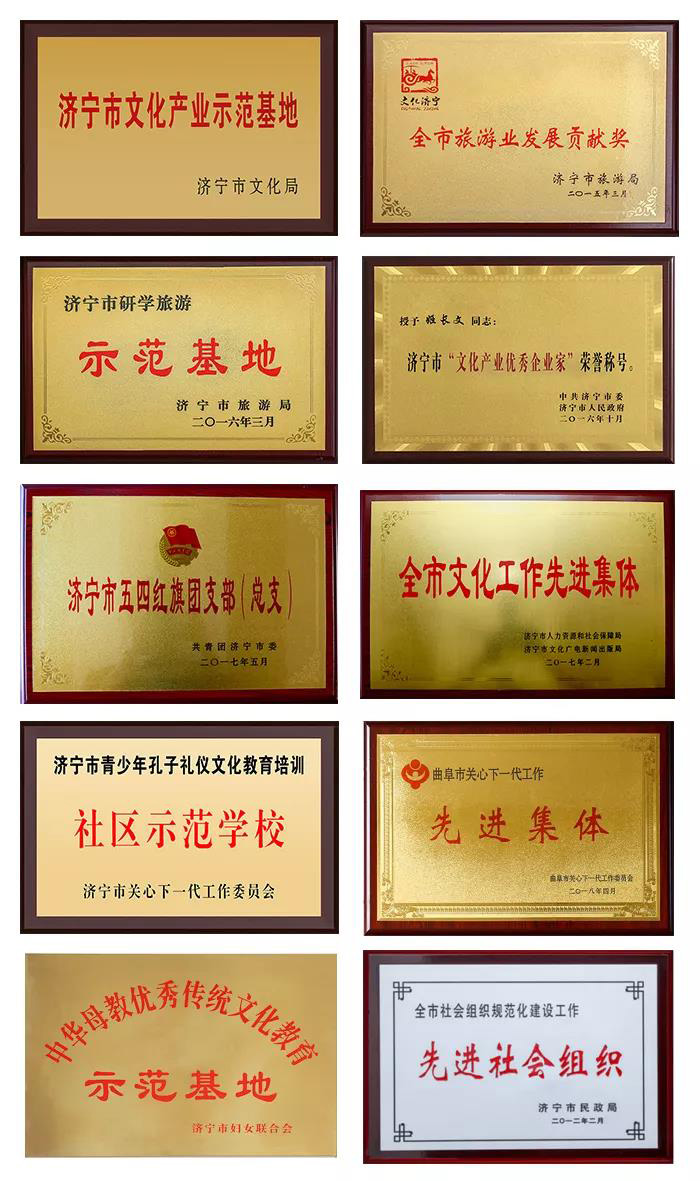 济宁市文化产业示范基地
济宁市文化局
文化济宁
全市旅游业发展贡献奖
济宁市旅游局
二〇一五年三月
济宁市研学旅游
示范基地
济宁市旅游局
二〇一六年三月
授予 姬长文 同志：
济宁市“文化产业优秀企业家”荣誉称号。
中共济宁市委
济宁市人民政府
二〇一六年十月
济宁市五四红旗团支部（总支）
共青团济宁市委
二〇一七年五月
全市文化工作先进集体
济宁市人力资源和社会保障局
济宁市文化广电新闻出版局
二〇一七年二月
济宁市青少年孔子礼仪文化教育培训
社区示范学校
济宁市关心下一代工作委员会
曲阜市关心下一代工作
先进集体
曲阜市关心下一代工作委员会
二〇一八年四月
中华母教优秀传统文化教育
示范基地
济宁市妇女联合会
全市社会组织规范化建设工作
先进社会组织
济宁市民政局
二〇一二年二月